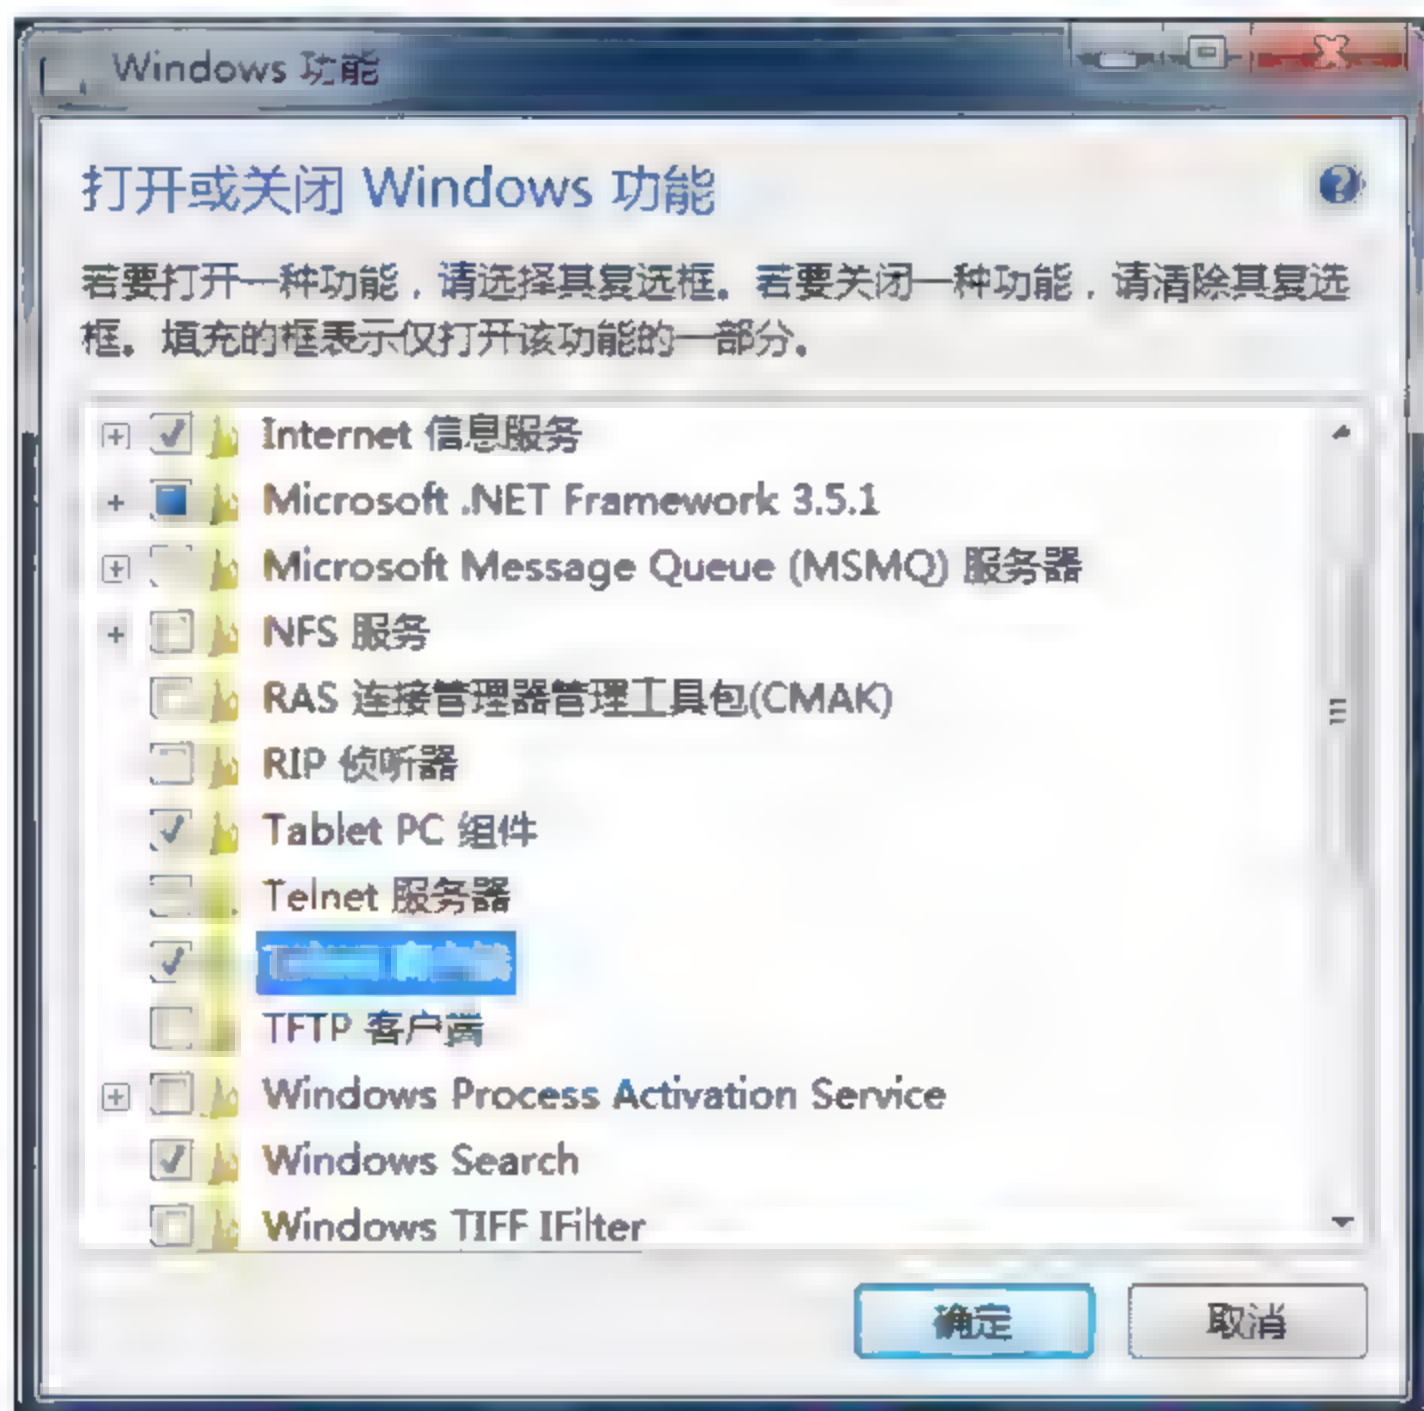 Windows 功能
打开或关闭 Windows 功能
若要打开一种功能，请选择其复选框。若要关闭一种功能，请清除其复选
框。填充的框表示仅打开该功能的一部分。
Internet 信息服务
Microsoft .NET Framework 3.5.1
Microsoft Message Queue (MSMQ) 服务器
NFS 服务
RAS 连接管理器管理工具包(CMAK)
RIP 侦听器
Tablet PC 组件
Telnet 服务器
TFTP 客户端
Windows Process Activation Service
Windows Search
Windows TIFF IFilter
确定 取消